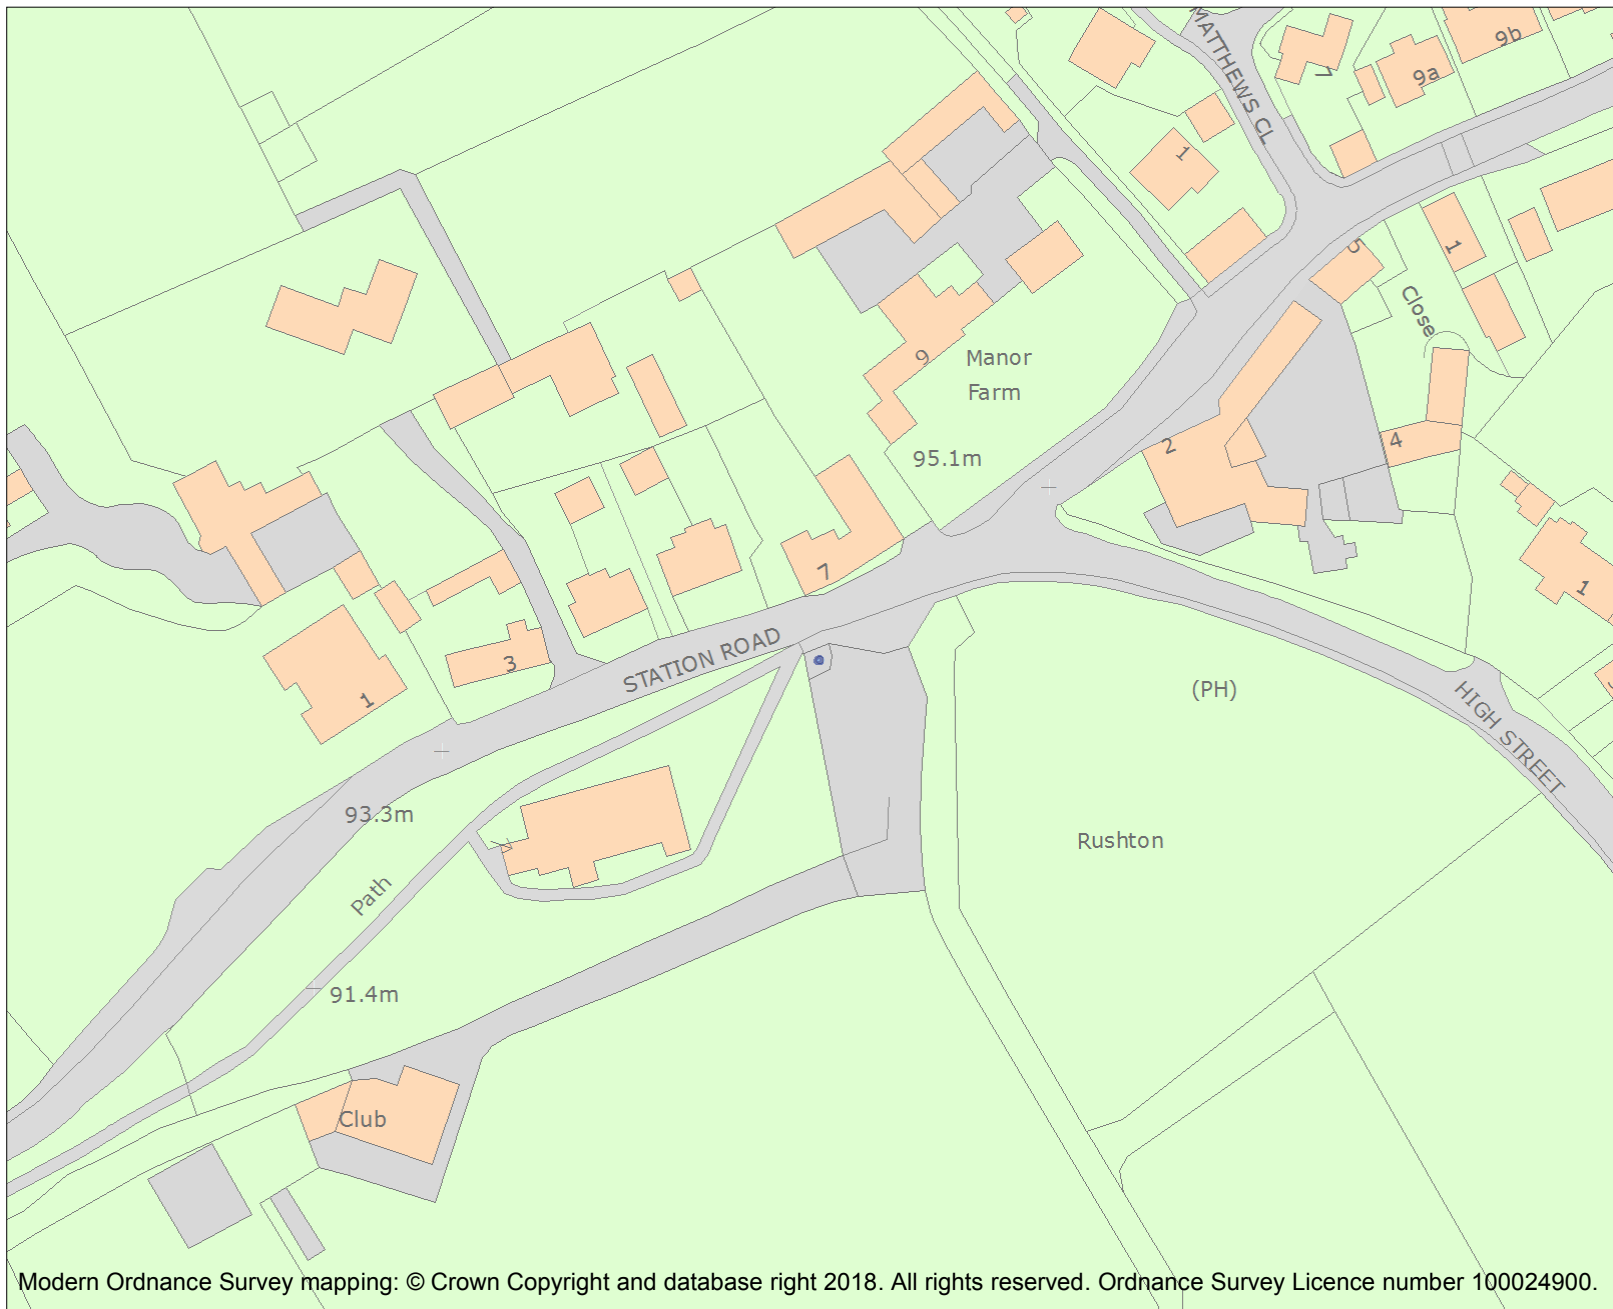 MATTHEWS CL
7
9a
9b
1
5
1
Close
9
Manor
Farm
95.1m
2
4
1
7
3
1
STATION ROAD
(PH)
HIGH STREET
93.3m
Rushton
Path
91.4m
Club
Modern Ordnance Survey mapping: © Crown Copyright and database right 2018. All rights reserved. Ordnance Survey Licence number 100024900.